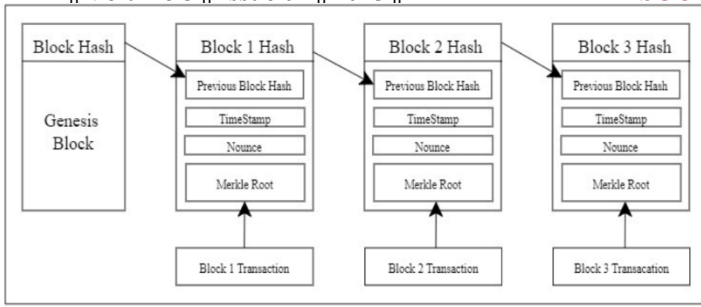 Block Hash
Genesis
Block
Block 1 Hash
Previous Block Hash
TimeStamp
Nounce
Merkle Root
Block 1 Transaction
Block 2 Hash
Previous Block Hash
TimeStamp
Nounce
Merkle Root
Block 2 Transaction
Block 3 Hash
Previous Block Hash
TimeStamp
Nounce
Merkle Root
Block 3 Transacation